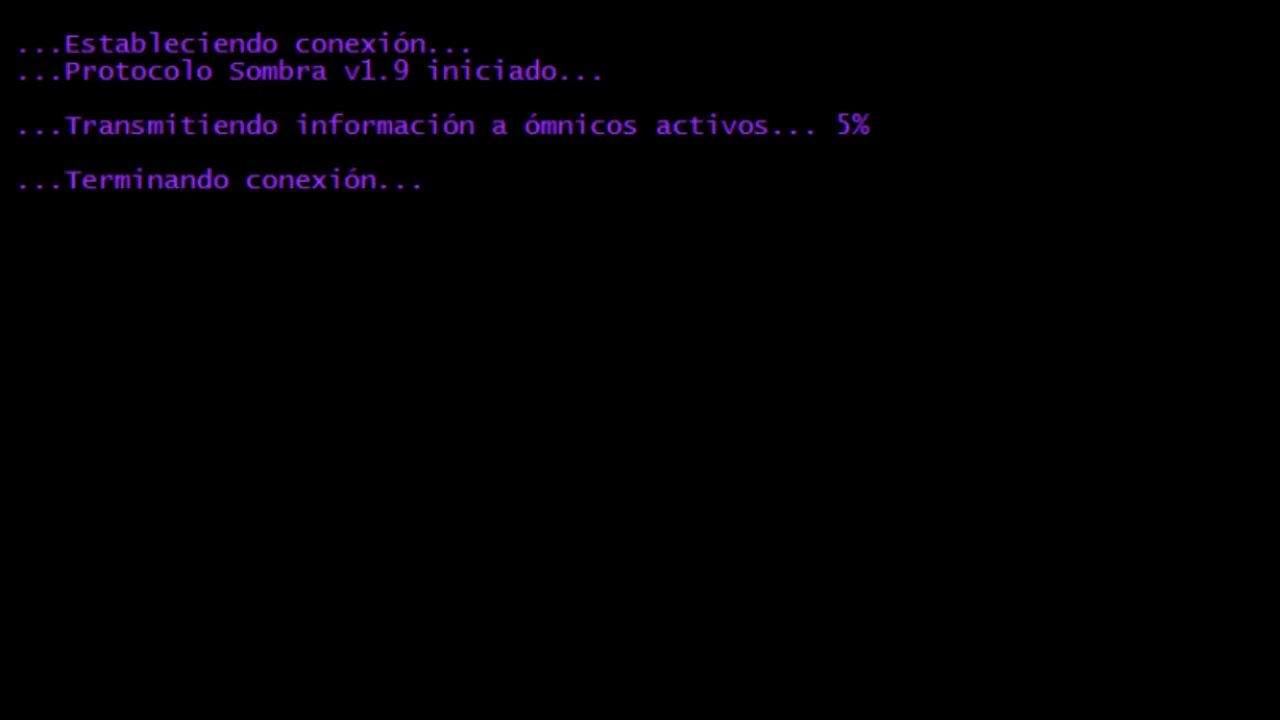 ...Estableciendo conexión...
...Protocolo Sombra v1.9 iniciado...
...Transmitiendo información a ómnicos activos... 5%
...Terminando conexión...